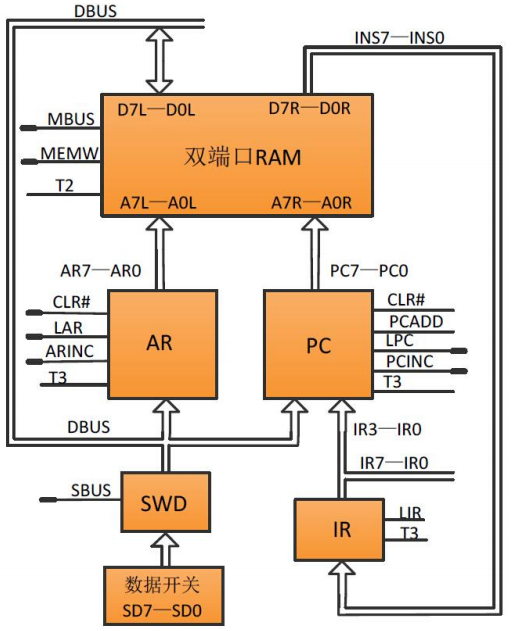 DBUS
INS7—INS0
D7L—D0L
D7R—D0R
MBUS
双端口RAM
MEMW
T2
A7L—A0L
A7R—A0R
AR7—AR0
PC7—PC0
CLR#
LAR
ARINC
T3
AR
PC
CLR#
PCADD
LPC
PCINC
T3
DBUS
IR3—IR0
IR7—IR0
SBUS
SWD
IR
LIR
T3
数据开关
SD7—SD0